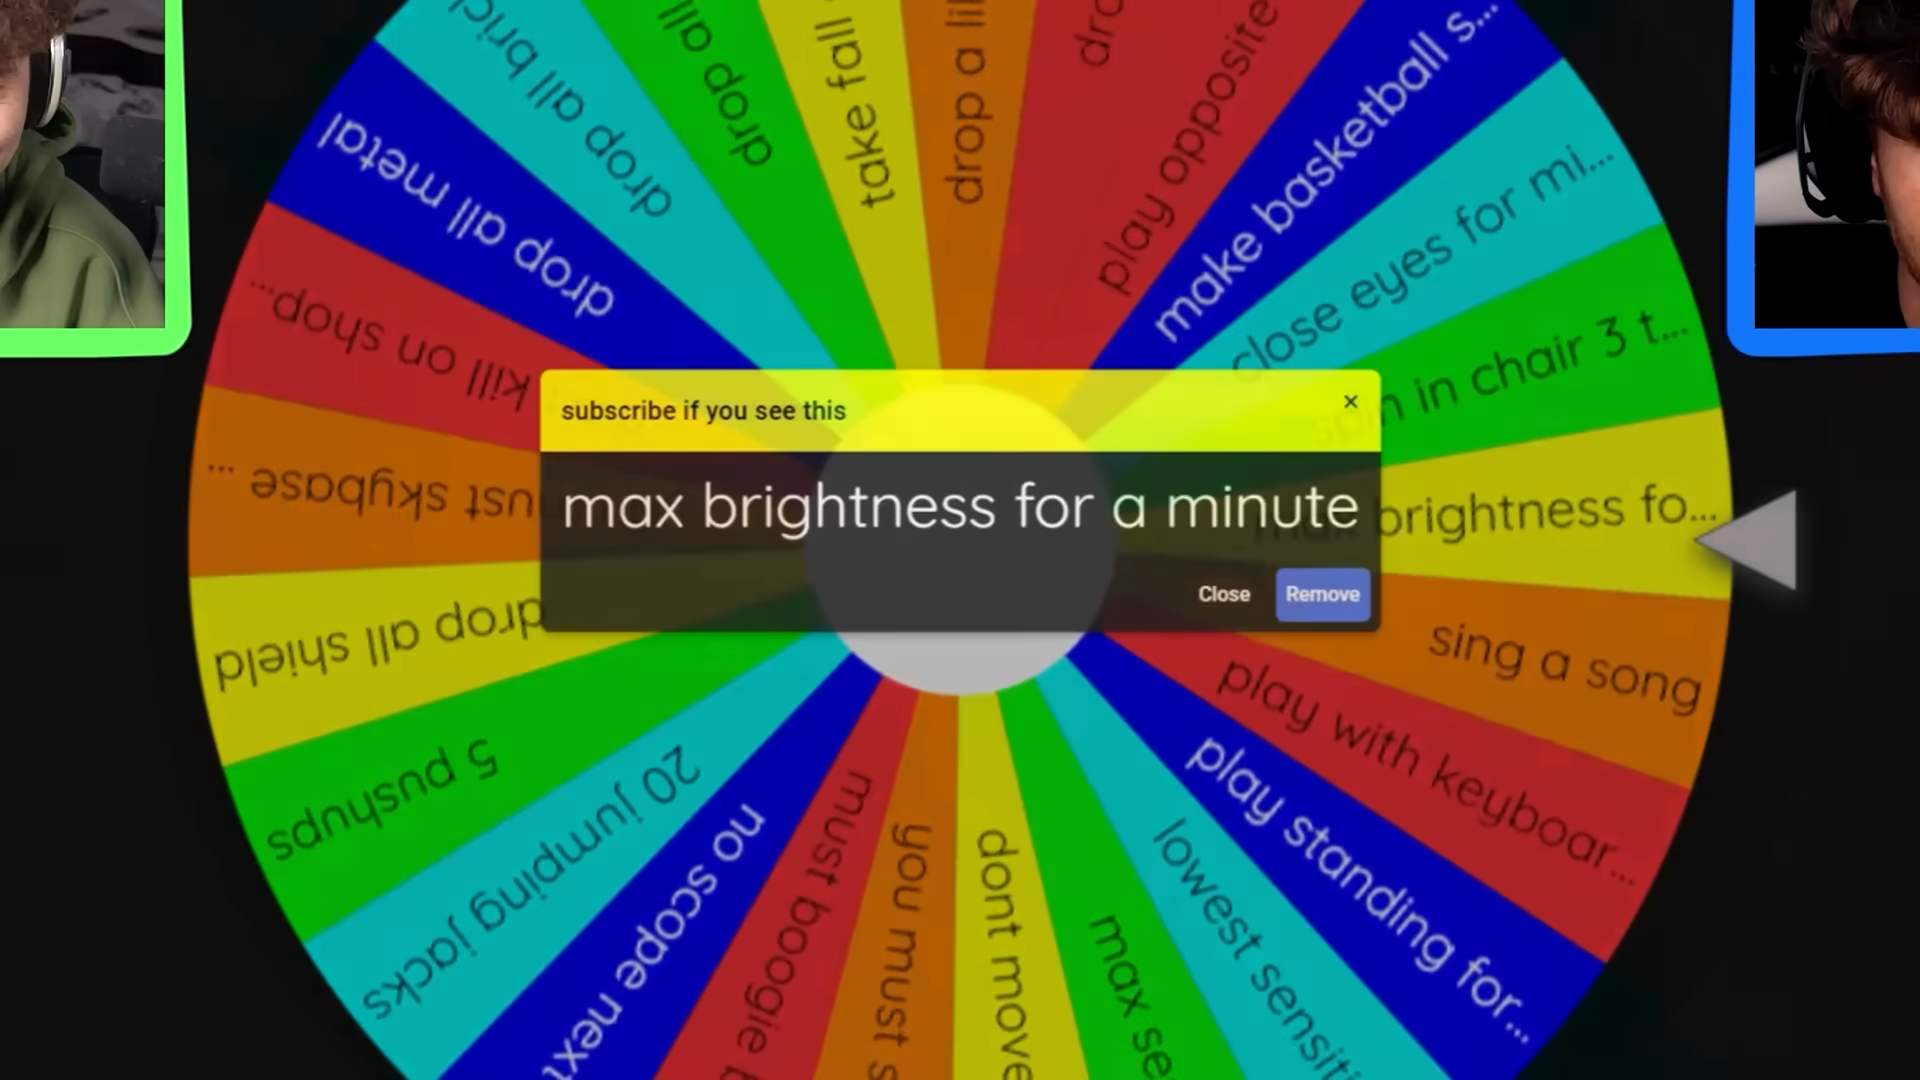 subscribe if you see this
×
max brightness for a minute
Close
Remove
drop all bric
drop all
take fall
drop a li
dro
play opposite
make basketball s...
close eyes for mi...
spin in chair 3 t...
max brightness fo...
sing a song
play with keyboar...
play standing for...
lowest sensiti
max se
dont move
you must s
must boogie b
no scope next
20 jumping jacks
5 pushups
drop all shield
ust skybase ...
kill on shop...
drop all metal